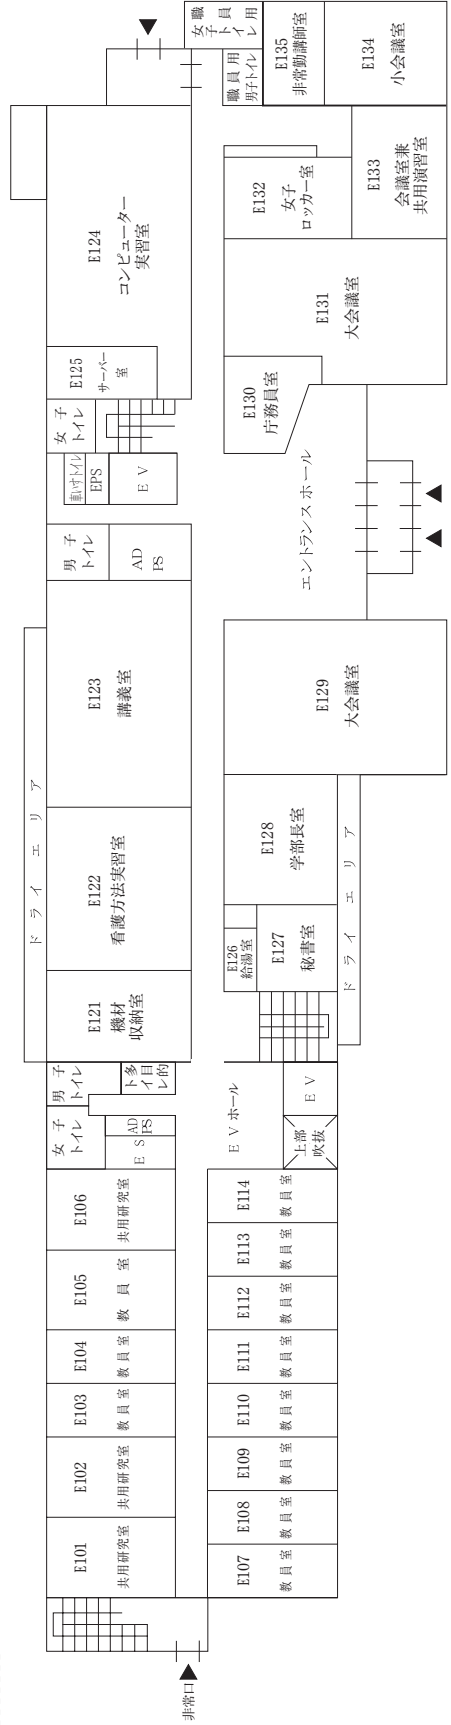 E101
共用研究室
E102
共用研究室
E103
教員室
E104
教員室
E105
教員室
E106
共用研究室
女子
トイレ
E S
AD
PS
男子
トイレ
多目的
トイレ
ドライエリア
E121
機材
収納室
E122
看護方法実習室
E123
講義室
男子
トイレ
AD
PS
車いすトイレ
EPS
E V
女子
トイレ
E125
サーバー
室
E124
コンピューター
実習室
女子トイレ
職員用
職員用
男子トイレ
E135
非常勤講師室
E134
小会議室
E132
女子
ロッカー室
E133
会議室兼
共用演習室
E131
大会議室
E130
庁務員室
エントランスホール
E129
大会議室
E128
学部長室
E126
給湯室
E127
秘書室
ドライエリア
E V ホール
E V
上部
吹抜
E107
教員室
E108
教員室
E109
教員室
E110
教員室
E111
教員室
E112
教員室
E113
教員室
E114
教員室
非常口